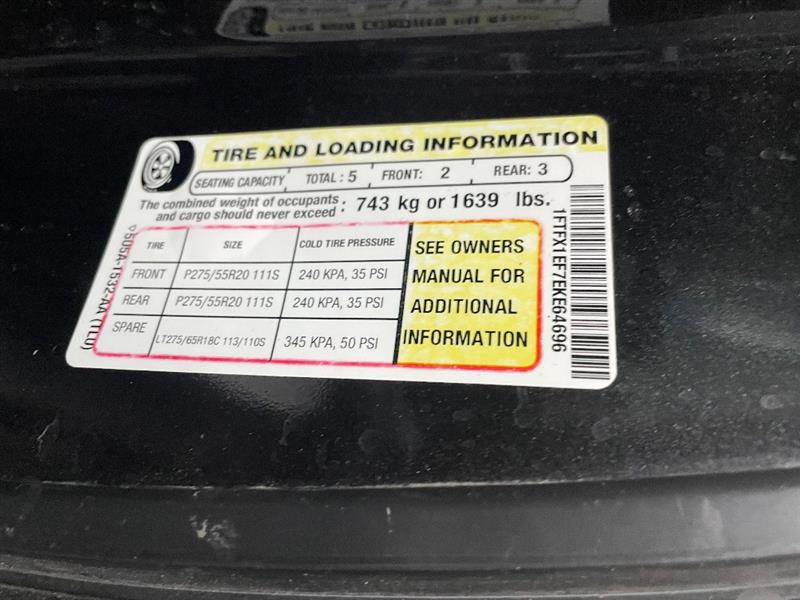 TIRE AND LOADING INFORMATION
SEATING CAPACITY TOTAL : 5 FRONT: 2 REAR: 3
The combined weight of occupants and cargo should never exceed : 743 kg or 1639 lbs.
TIRE SIZE COLD TIRE PRESSURE
FRONT P275/55R20 111S 240 KPA, 35 PSI
REAR P275/55R20 111S 240 KPA, 35 PSI
SPARE LT275/65R18C 113/110S 345 KPA, 50 PSI
SEE OWNERS
MANUAL FOR
ADDITIONAL
INFORMATION
1FTFX1EF7EKE64696